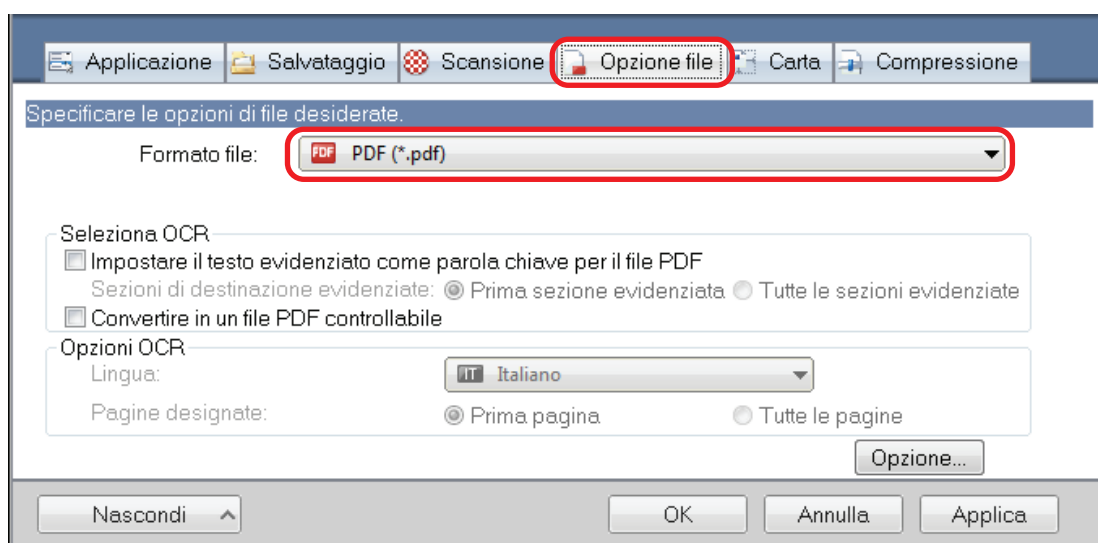 Applicazione Salvataggio Scansione Opzione file Carta Compressione
Specificare le opzioni di file desiderate.
Formato file: PDF PDF (*.pdf)
Seleziona OCR
Impostare il testo evidenziato come parola chiave per il file PDF
Sezioni di destinazione evidenziate: Prima sezione evidenziata Tutte le sezioni evidenziate
Convertire in un file PDF controllabile
Opzioni OCR
Lingua: IT Italiano
Pagine designate: Prima pagina Tutte le pagine
Opzione...
Nascondi OK Annulla Applica